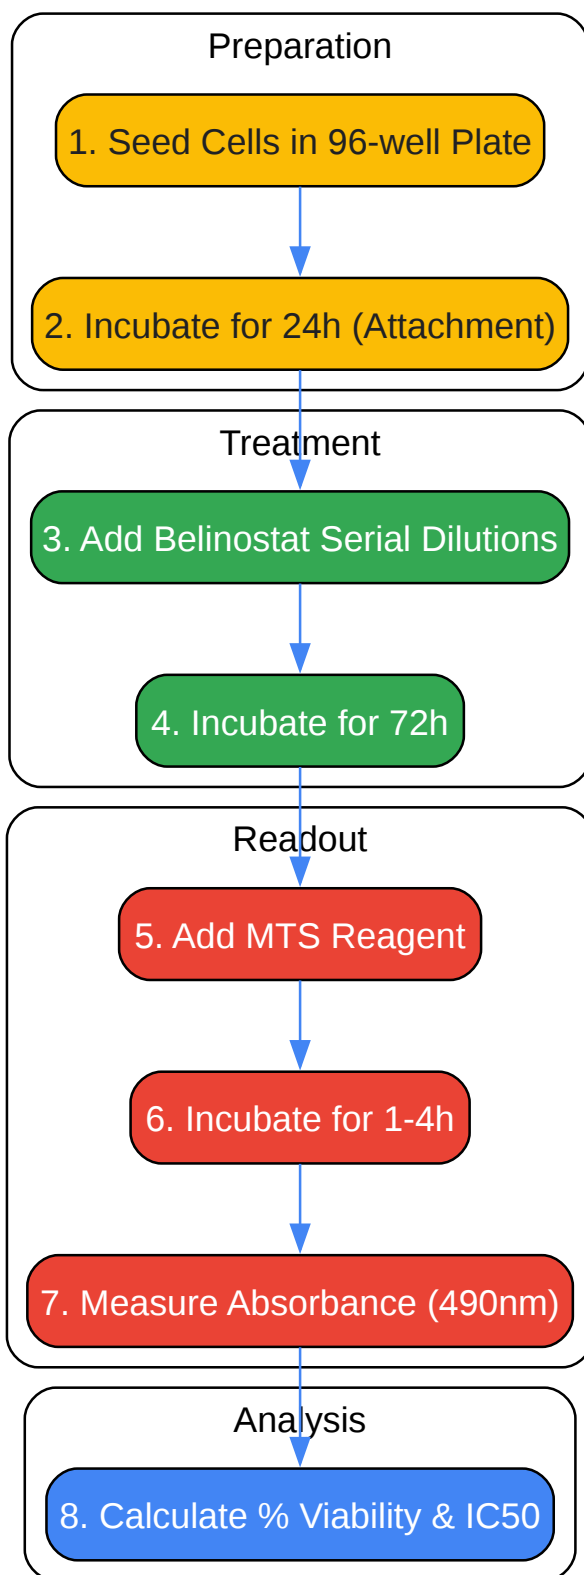 Preparation
1. Seed Cells in 96-well Plate
2. Incubate for 24h (Attachment)
Treatment
3. Add Belinostat Serial Dilutions
4. Incubate for 72h
Readout
5. Add MTS Reagent
6. Incubate for 1-4h
7. Measure Absorbance (490nm)
Analysis
8. Calculate % Viability & IC50